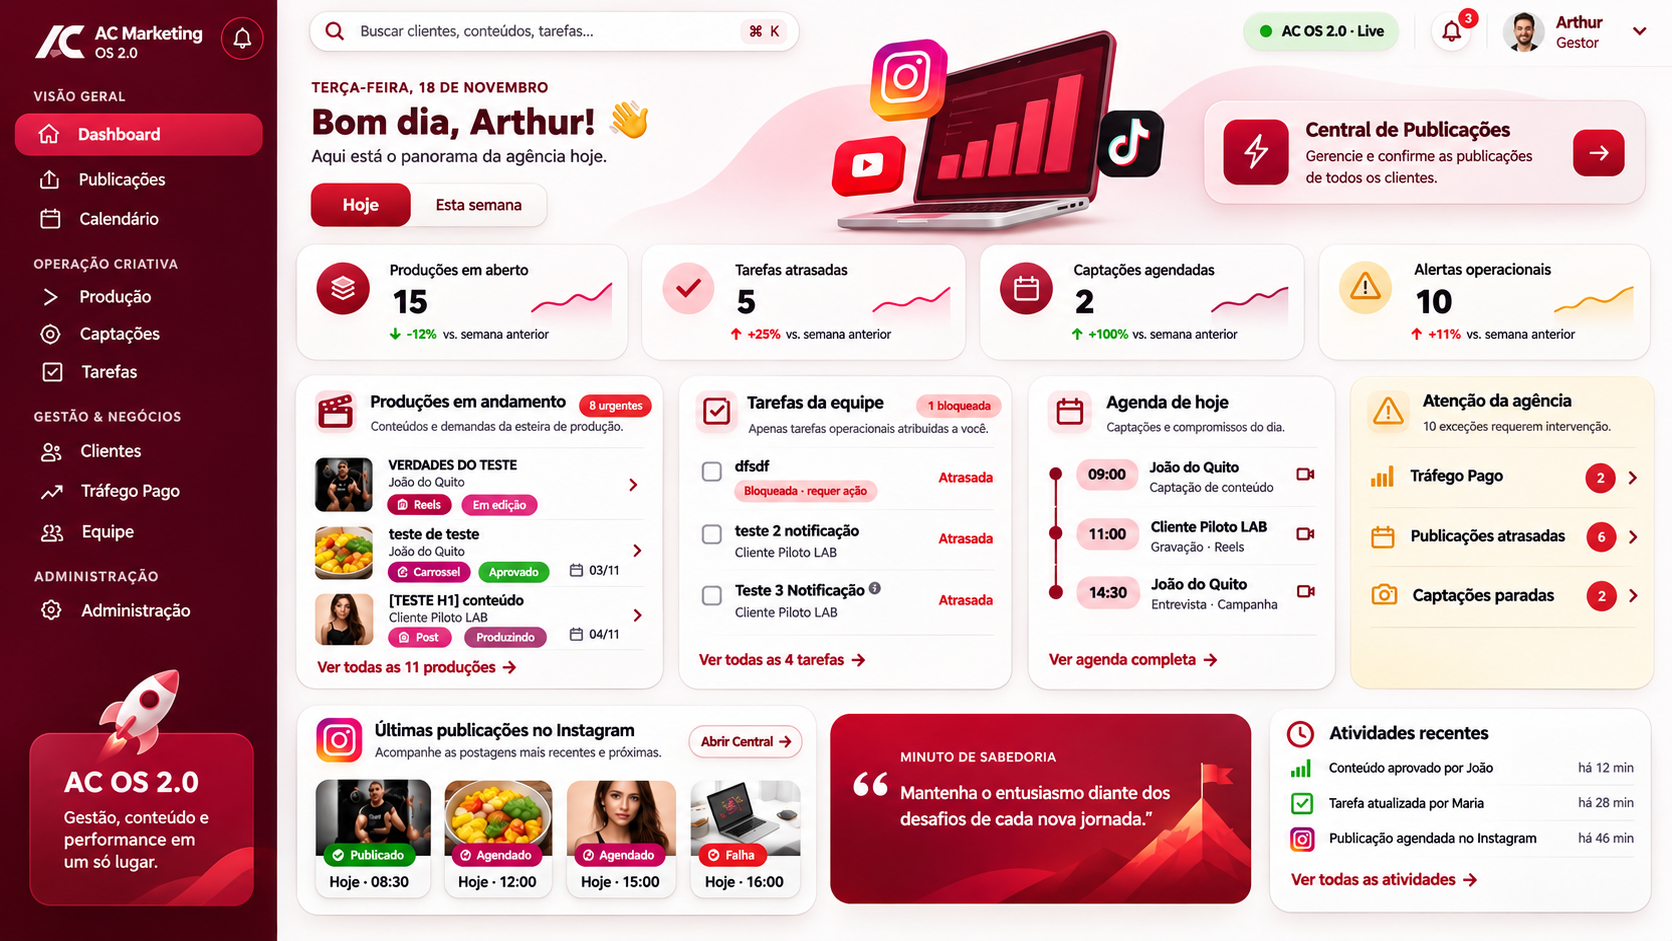 AC Marketing
OS 2.0
VISÃO GERAL
Dashboard
Publicações
Calendário
OPERAÇÃO CRIATIVA
Produção
Captações
Tarefas
GESTÃO & NEGÓCIOS
Clientes
Tráfego Pago
Equipe
ADMINISTRAÇÃO
Administração
AC OS 2.0
Gestão, conteúdo e
performance em
um só lugar.
Buscar clientes, conteúdos, tarefas...
⌘ K
AC OS 2.0 · Live
3
Arthur
Gestor
TERÇA-FEIRA, 18 DE NOVEMBRO
Bom dia, Arthur! 👋
Aqui está o panorama da agência hoje.
Hoje
Esta semana
Central de Publicações
Gerencie e confirme as publicações
de todos os clientes.
Produções em aberto
15
-12% vs. semana anterior
Tarefas atrasadas
5
+25% vs. semana anterior
Captações agendadas
2
+100% vs. semana anterior
Alertas operacionais
10
+11% vs. semana anterior
Produções em andamento
8 urgentes
Conteúdos e demandas da esteira de produção.
VERDADES DO TESTE
João do Quito
Reels
Em edição
teste de teste
João do Quito
Carrossel
Aprovado
03/11
[TESTE H1] conteúdo
Cliente Piloto LAB
Post
Produzindo
04/11
Ver todas as 11 produções →
Tarefas da equipe
1 bloqueada
Apenas tarefas operacionais atribuídas a você.
dfsdf
Bloqueada · requer ação
Atrasada
teste 2 notificação
Cliente Piloto LAB
Atrasada
Teste 3 Notificação
Cliente Piloto LAB
Atrasada
Ver todas as 4 tarefas →
Agenda de hoje
Captações e compromissos do dia.
09:00
João do Quito
Captação de conteúdo
11:00
Cliente Piloto LAB
Gravação · Reels
14:30
João do Quito
Entrevista · Campanha
Ver agenda completa →
Atenção da agência
10 exceções requerem intervenção.
Tráfego Pago
2
Publicações atrasadas
6
Captações paradas
2
Últimas publicações no Instagram
Acompanhe as postagens mais recentes e próximas.
Abrir Central →
Publicado
Hoje · 08:30
Agendado
Hoje · 12:00
Agendado
Hoje · 15:00
Falha
Hoje · 16:00
MINUTO DE SABEDORIA
“Mantenha o entusiasmo diante dos
desafios de cada nova jornada.”
Atividades recentes
Conteúdo aprovado por João
há 12 min
Tarefa atualizada por Maria
há 28 min
Publicação agendada no Instagram
há 46 min
Ver todas as atividades →